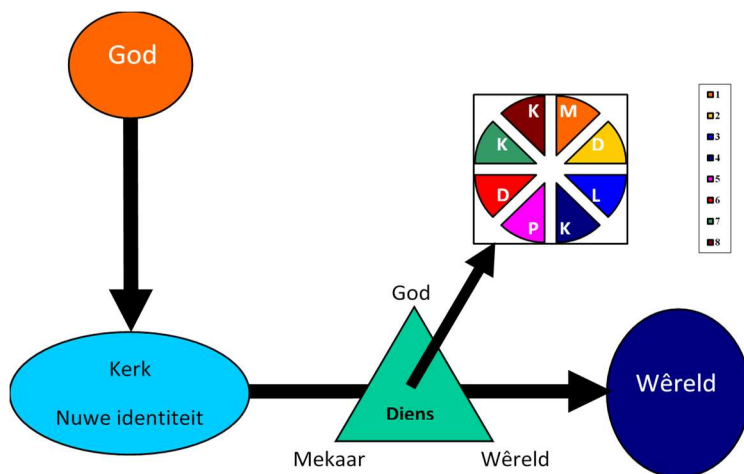 God
K M
K D
D L
P K
1
2
3
4
5
6
7
8
God
Kerk
Nuwe identiteit
Diens
Wêreld
Mekaar
Wêreld